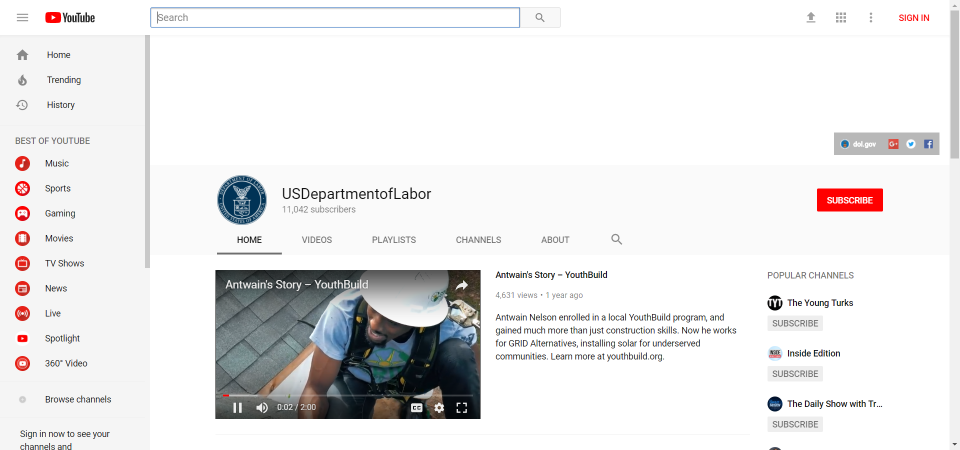 YouTube
Search
SIGN IN
Home
Trending
History
BEST OF YOUTUBE
Music
Sports
Gaming
Movies
TV Shows
News
Live
Spotlight
360° Video
Browse channels
Sign in now to see your
channels and
dol.gov
USDepartmentofLabor
11,042 subscribers
SUBSCRIBE
HOME
VIDEOS
PLAYLISTS
CHANNELS
ABOUT
Antwain's Story – YouthBuild
0:02 / 2:00
CC
Antwain's Story – YouthBuild
4,631 views • 1 year ago
Antwain Nelson enrolled in a local YouthBuild program, and
gained much more than just construction skills. Now he works
for GRID Alternatives, installing solar for underserved
communities. Learn more at youthbuild.org.
POPULAR CHANNELS
TYT
The Young Turks
SUBSCRIBE
Inside Edition
SUBSCRIBE
The Daily Show with Tr...
SUBSCRIBE